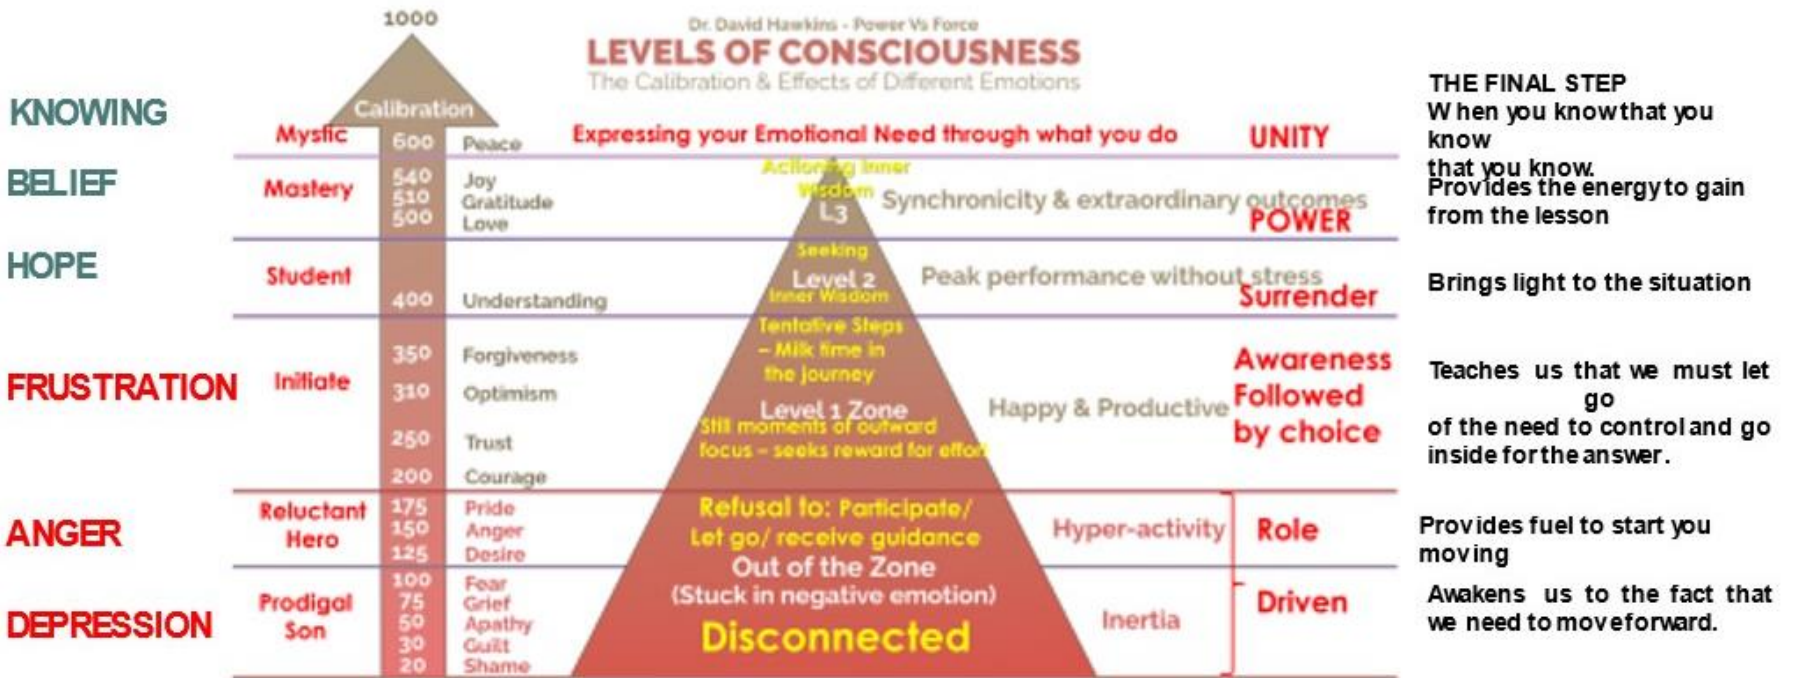 1000
Dr. David Hawkins - Power Vs Force
LEVELS OF CONSCIOUSNESS
The Calibration & Effects of Different Emotions
Calibration
KNOWING
Mystic
600 Peace
Expressing your Emotional Need through what you do
UNITY
THE FINAL STEP
When you know that you
know
that you know.
BELIEF
Mastery
540 Joy
510 Gratitude
500 Love
Actioning Inner
Wisdom
L3
Synchronicity & extraordinary outcomes
POWER
Provides the energy to gain
from the lesson
HOPE
Student
400 Understanding
Seeking
Level 2
Inner Wisdom
Peak performance without stress
Surrender
Brings light to the situation
FRUSTRATION
Initiate
350 Forgiveness
310 Optimism
250 Trust
200 Courage
Tentative Steps
– Milk time in
the journey
Level 1 Zone
Still moments of outward
focus – seeks reward for effort
Happy & Productive
Awareness
Followed
by choice
Teaches us that we must let
go
of the need to control and go
inside for the answer.
ANGER
Reluctant
Hero
175 Pride
150 Anger
125 Desire
Refusal to: Participate/
Let go/ receive guidance
Out of the Zone
(Stuck in negative emotion)
Disconnected
Hyper-activity
Role
Provides fuel to start you
moving
DEPRESSION
Prodigal
Son
100 Fear
75 Grief
50 Apathy
30 Guilt
20 Shame
Inertia
Driven
Awakens us to the fact that
we need to move forward.